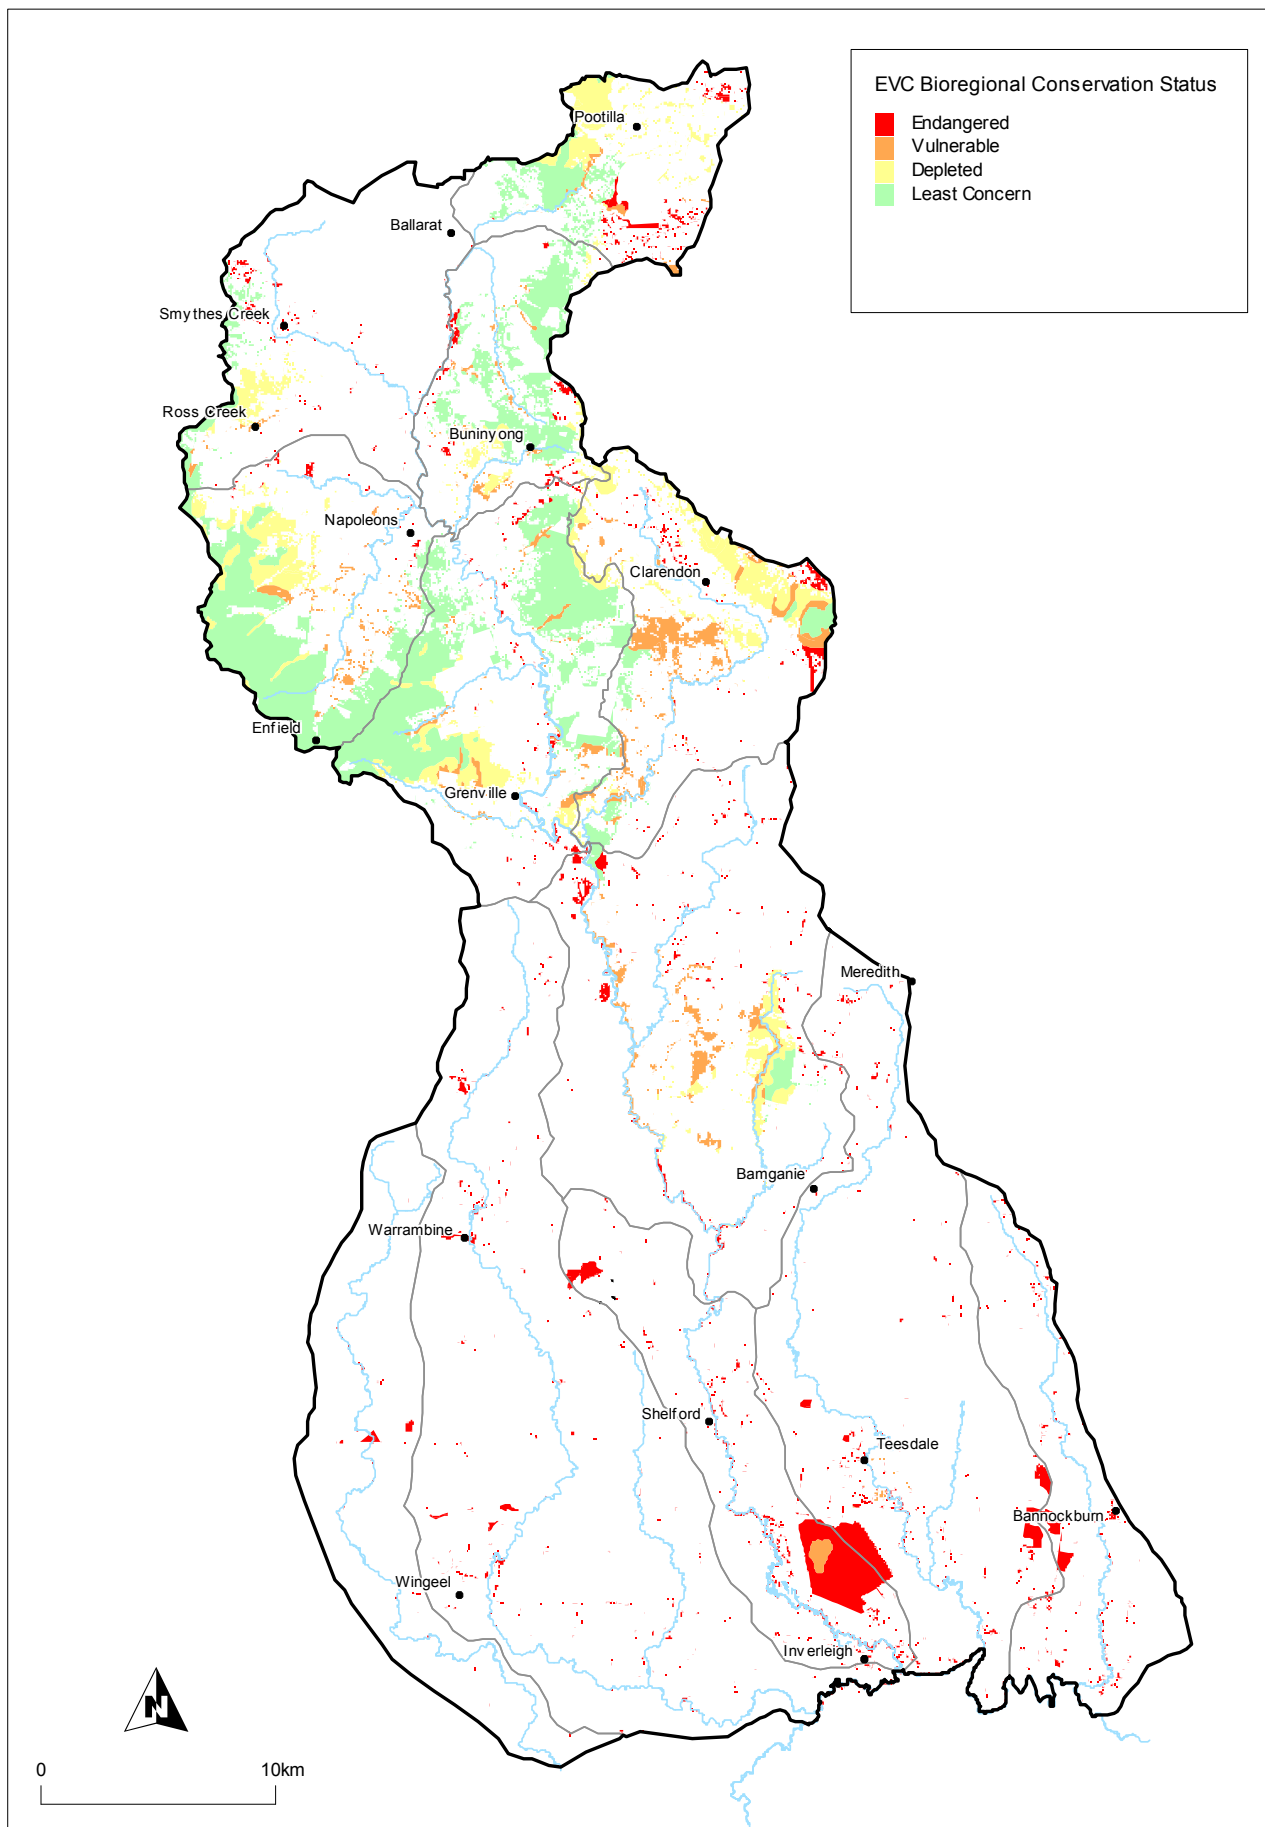 EVC Bioregional Conservation Status
Endangered
Vulnerable
Depleted
Least Concern
Pootilla
Ballarat
Smythes Creek
Ross Creek
Buninyong
Napoleons
Clarendon
Enfield
Grenville
Meredith
Bamganie
Warrambine
Shelford
Teesdale
Bannockburn
Wingeel
Inverleigh
N
0 10km